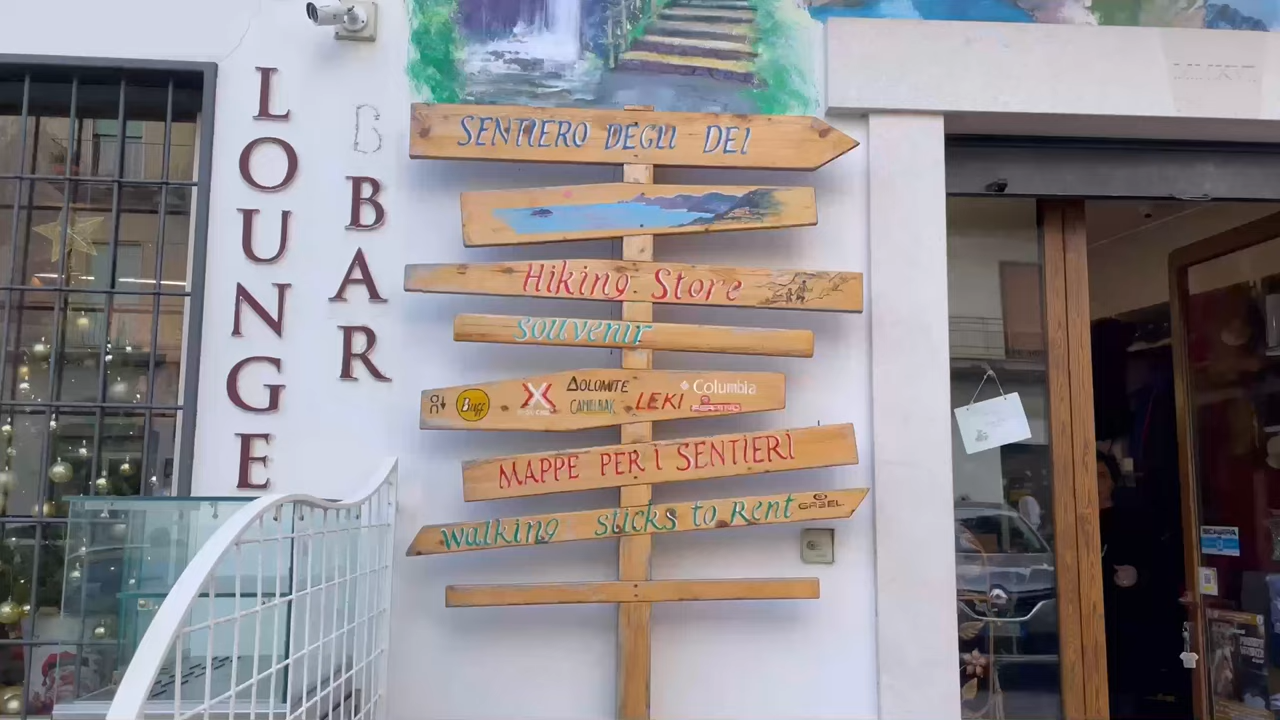 LOUNGE
BAR
SENTIERO DEGLI DEI
Hiking Store
souvenir
Buff
DOLOMITE
CAMELBAK
LEKI
Columbia
MAPPE PER I SENTIERI
walking sticks to Rent
GABEL